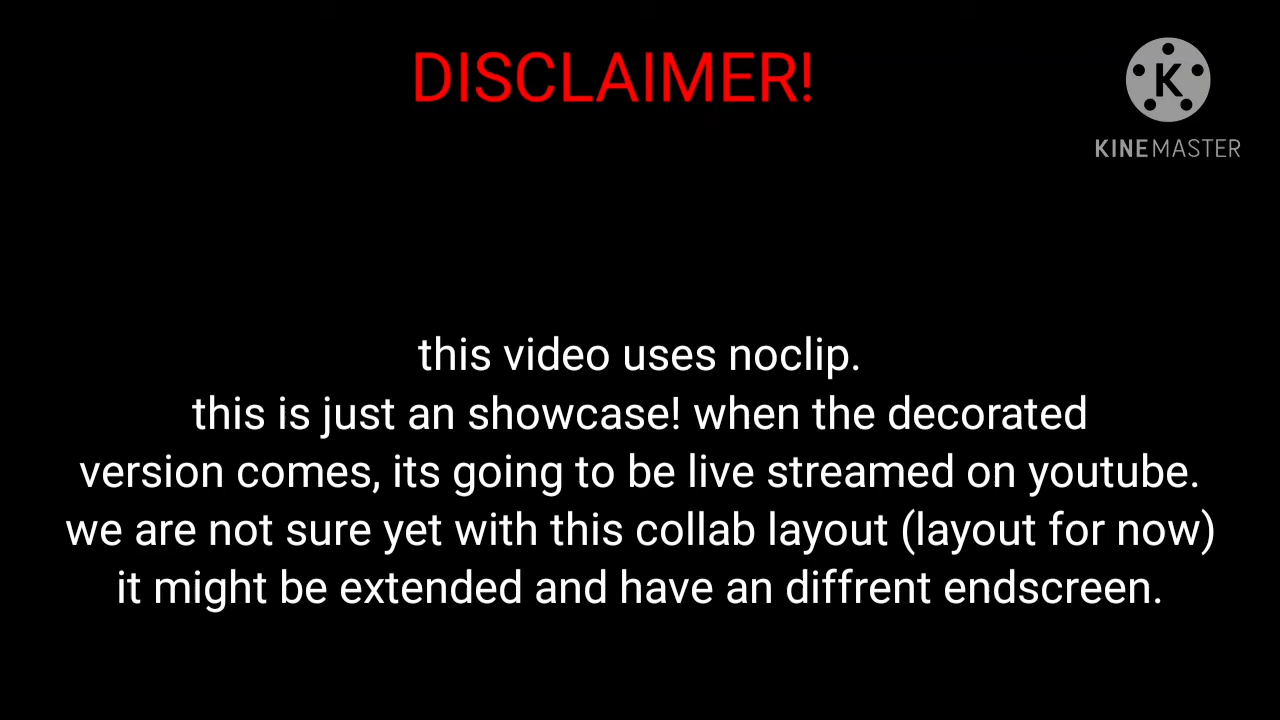 DISCLAIMER!
K
KINEMASTER
this video uses noclip.
this is just an showcase! when the decorated
version comes, its going to be live streamed on youtube.
we are not sure yet with this collab layout (layout for now)
it might be extended and have an diffrent endscreen.